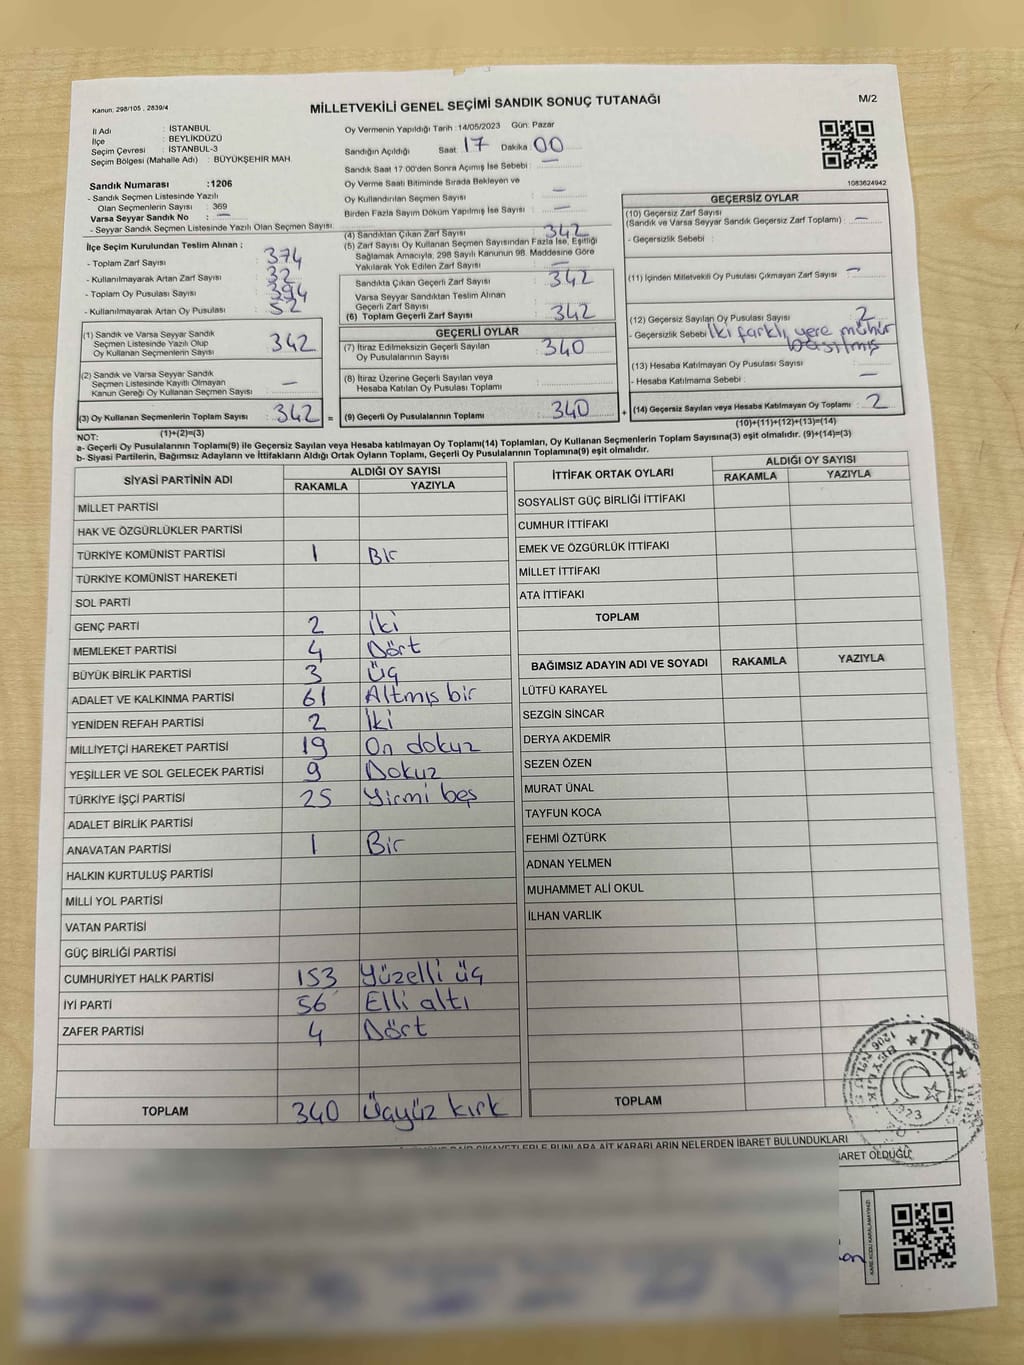 Kanun: 298/105 , 2839/4
MİLLETVEKİLİ GENEL SEÇİMİ SANDIK SONUÇ TUTANAĞI
M/2
İl Adı : İSTANBUL
İlçe : BEYLİKDÜZÜ
Seçim Çevresi : İSTANBUL-3
Seçim Bölgesi (Mahalle Adı) : BÜYÜKŞEHİR MAH.
Sandık Numarası :1206
- Sandık Seçmen Listesinde Yazılı
Olan Seçmenlerin Sayısı : 369
Varsa Seyyar Sandık No : —
- Seyyar Sandık Seçmen Listesinde Yazılı Olan Seçmen Sayısı:
İlçe Seçim Kurulundan Teslim Alınan ;
- Toplam Zarf Sayısı : 374
- Kullanılmayarak Artan Zarf Sayısı : 32
- Toplam Oy Pusulası Sayısı : 394
- Kullanılmayarak Artan Oy Pusulası : 52
(1) Sandık ve Varsa Seyyar Sandık
Seçmen Listesinde Yazılı Olup
Oy Kullanan Seçmenlerin Sayısı : 342
(2) Sandık ve Varsa Seyyar Sandık
Seçmen Listesinde Kayıtlı Olmayan
Kanun Gereği Oy Kullanan Seçmen Sayısı : —
(3) Oy Kullanan Seçmenlerin Toplam Sayısı : 342 =
Oy Vermenin Yapıldığı Tarih :14/05/2023 Gün: Pazar
Sandığın Açıldığı Saat : 17 Dakika : 00
Sandık Saat 17:00'den Sonra Açımış İse Sebebi : —
Oy Verme Saati Bitiminde Sırada Bekleyen ve
Oy Kullandırılan Seçmen Sayısı : —
Birden Fazla Sayım Döküm Yapılmış İse Sayısı : —
(4) Sandıktan Çıkan Zarf Sayısı : 342
(5) Zarf Sayısı Oy Kullanan Seçmen Sayısından Fazla İse, Eşitliği
Sağlamak Amacıyla, 298 Sayılı Kanunun 98. Maddesine Göre
Yakılarak Yok Edilen Zarf Sayısı : —
Sandıkta Çıkan Geçerli Zarf Sayısı : 342
Varsa Seyyar Sandıktan Teslim Alınan
Geçerli Zarf Sayısı :
(6) Toplam Geçerli Zarf Sayısı : 342
GEÇERLİ OYLAR
(7) İtiraz Edilmeksizin Geçerli Sayılan
Oy Pusulalarının Sayısı : 340
(8) İtiraz Üzerine Geçerli Sayılan veya
Hesaba Katılan Oy Pusulası Toplamı :
(9) Geçerli Oy Pusulalarının Toplamı : 340 +
1083624942
GEÇERSİZ OYLAR
(10) Geçersiz Zarf Sayısı
(Sandık ve Varsa Seyyar Sandık Geçersiz Zarf Toplamı) : —
- Geçersizlik Sebebi :
(11) İçinden Milletvekili Oy Pusulası Çıkmayan Zarf Sayısı : —
(12) Geçersiz Sayılan Oy Pusulası Sayısı : 2
- Geçersizlik Sebebi : İki farklı yere mühür
basılmış
(13) Hesaba Katılmayan Oy Pusulası Sayısı :
- Hesaba Katılmama Sebebi : —
(14) Geçersiz Sayılan veya Hesaba Katılmayan Oy Toplamı : 2
(1)+(2)=(3)
(10)+(11)+(12)+(13)=(14)
NOT:
a- Geçerli Oy Pusulalarının Toplamı(9) ile Geçersiz Sayılan veya Hesaba katılmayan Oy Toplamı(14) Toplamları, Oy Kullanan Seçmenlerin Toplam Sayısına(3) eşit olmalıdır. (9)+(14)=(3)
b- Siyasi Partilerin, Bağımsız Adayların ve İttifakların Aldığı Ortak Oyların Toplamı, Geçerli Oy Pusulalarının Toplamına(9) eşit olmalıdır.
SİYASİ PARTİNİN ADI ALDIĞI OY SAYISI
RAKAMLA YAZIYLA
MİLLET PARTİSİ
HAK VE ÖZGÜRLÜKLER PARTİSİ
TÜRKİYE KOMÜNİST PARTİSİ 1 Bir
TÜRKİYE KOMÜNİST HAREKETİ
SOL PARTİ
GENÇ PARTİ 2 İki
MEMLEKET PARTİSİ 4 Dört
BÜYÜK BİRLİK PARTİSİ 3 Üç
ADALET VE KALKINMA PARTİSİ 61 Altmış bir
YENİDEN REFAH PARTİSİ 2 İki
MİLLİYETÇİ HAREKET PARTİSİ 19 On dokuz
YEŞİLLER VE SOL GELECEK PARTİSİ 9 Dokuz
TÜRKİYE İŞÇİ PARTİSİ 25 Yirmi beş
ADALET BİRLİK PARTİSİ
ANAVATAN PARTİSİ 1 Bir
HALKIN KURTULUŞ PARTİSİ
MİLLİ YOL PARTİSİ
VATAN PARTİSİ
GÜÇ BİRLİĞİ PARTİSİ
CUMHURİYET HALK PARTİSİ 153 Yüzelli üç
İYİ PARTİ 56 Elli altı
ZAFER PARTİSİ 4 Dört
TOPLAM 340 Üçyüz kırk
İTTİFAK ORTAK OYLARI ALDIĞI OY SAYISI
RAKAMLA YAZIYLA
SOSYALİST GÜÇ BİRLİĞİ İTTİFAKI
CUMHUR İTTİFAKI
EMEK VE ÖZGÜRLÜK İTTİFAKI
MİLLET İTTİFAKI
ATA İTTİFAKI
TOPLAM
BAĞIMSIZ ADAYIN ADI VE SOYADI RAKAMLA YAZIYLA
LÜTFÜ KARAYEL
SEZGİN SİNCAR
DERYA AKDEMİR
SEZEN ÖZEN
MURAT ÜNAL
TAYFUN KOCA
FEHMİ ÖZTÜRK
ADNAN YELMEN
MUHAMMET ALİ OKUL
İLHAN VARLIK
TOPLAM
T.C.
1923
BUNLARA AİT KARARLARIN NELERDEN İBARET BULUNDUKLARI
BARET OLDUĞU;